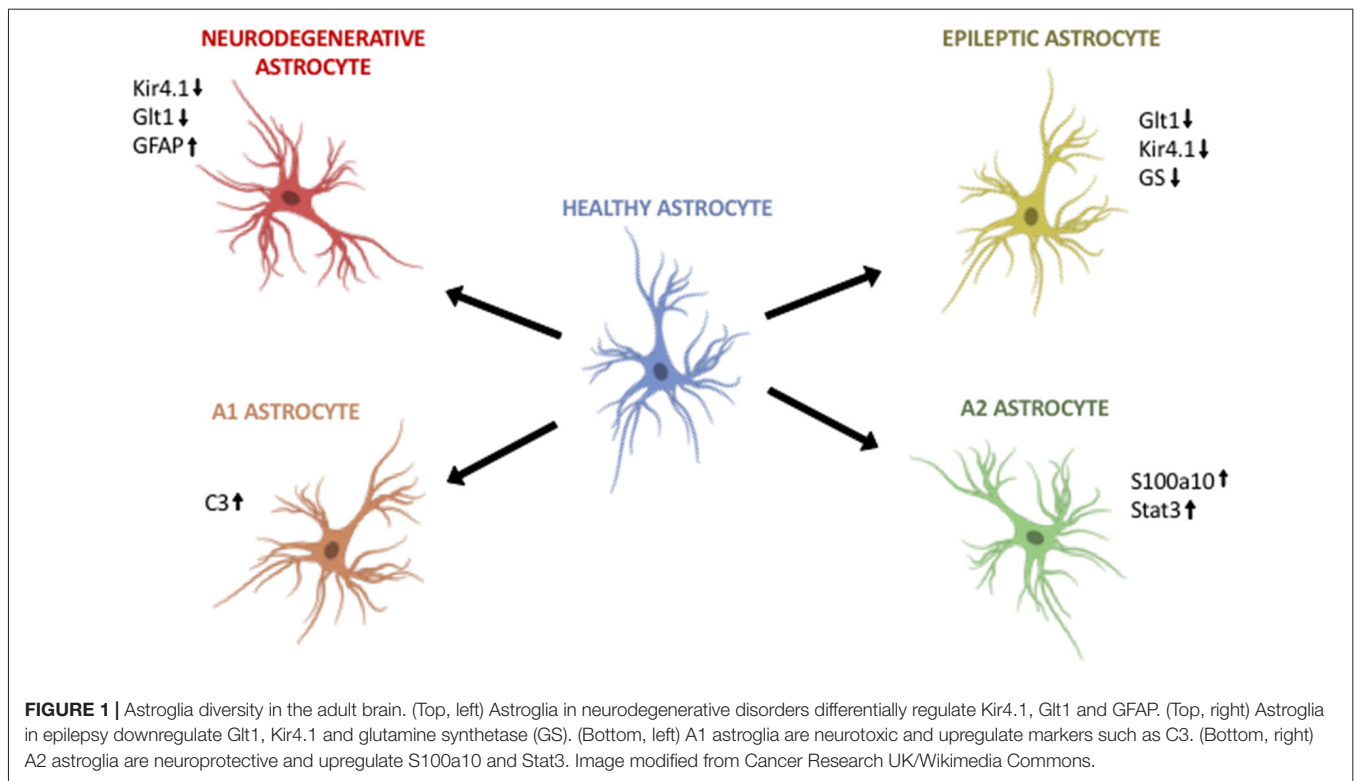 NEURODEGENERATIVE
ASTROCYTE
Kir4.1⬇
Glt1⬇
GFAP⬆
EPILEPTIC ASTROCYTE
Glt1⬇
Kir4.1⬇
GS⬇
HEALTHY ASTROCYTE
A1 ASTROCYTE
C3⬆
A2 ASTROCYTE
S100a10⬆
Stat3⬆
FIGURE 1 | Astroglia diversity in the adult brain. (Top, left) Astroglia in neurodegenerative disorders differentially regulate Kir4.1, Glt1 and GFAP. (Top, right) Astroglia
in epilepsy downregulate Glt1, Kir4.1 and glutamine synthetase (GS). (Bottom, left) A1 astroglia are neurotoxic and upregulate markers such as C3. (Bottom, right)
A2 astroglia are neuroprotective and upregulate S100a10 and Stat3. Image modified from Cancer Research UK/Wikimedia Commons.